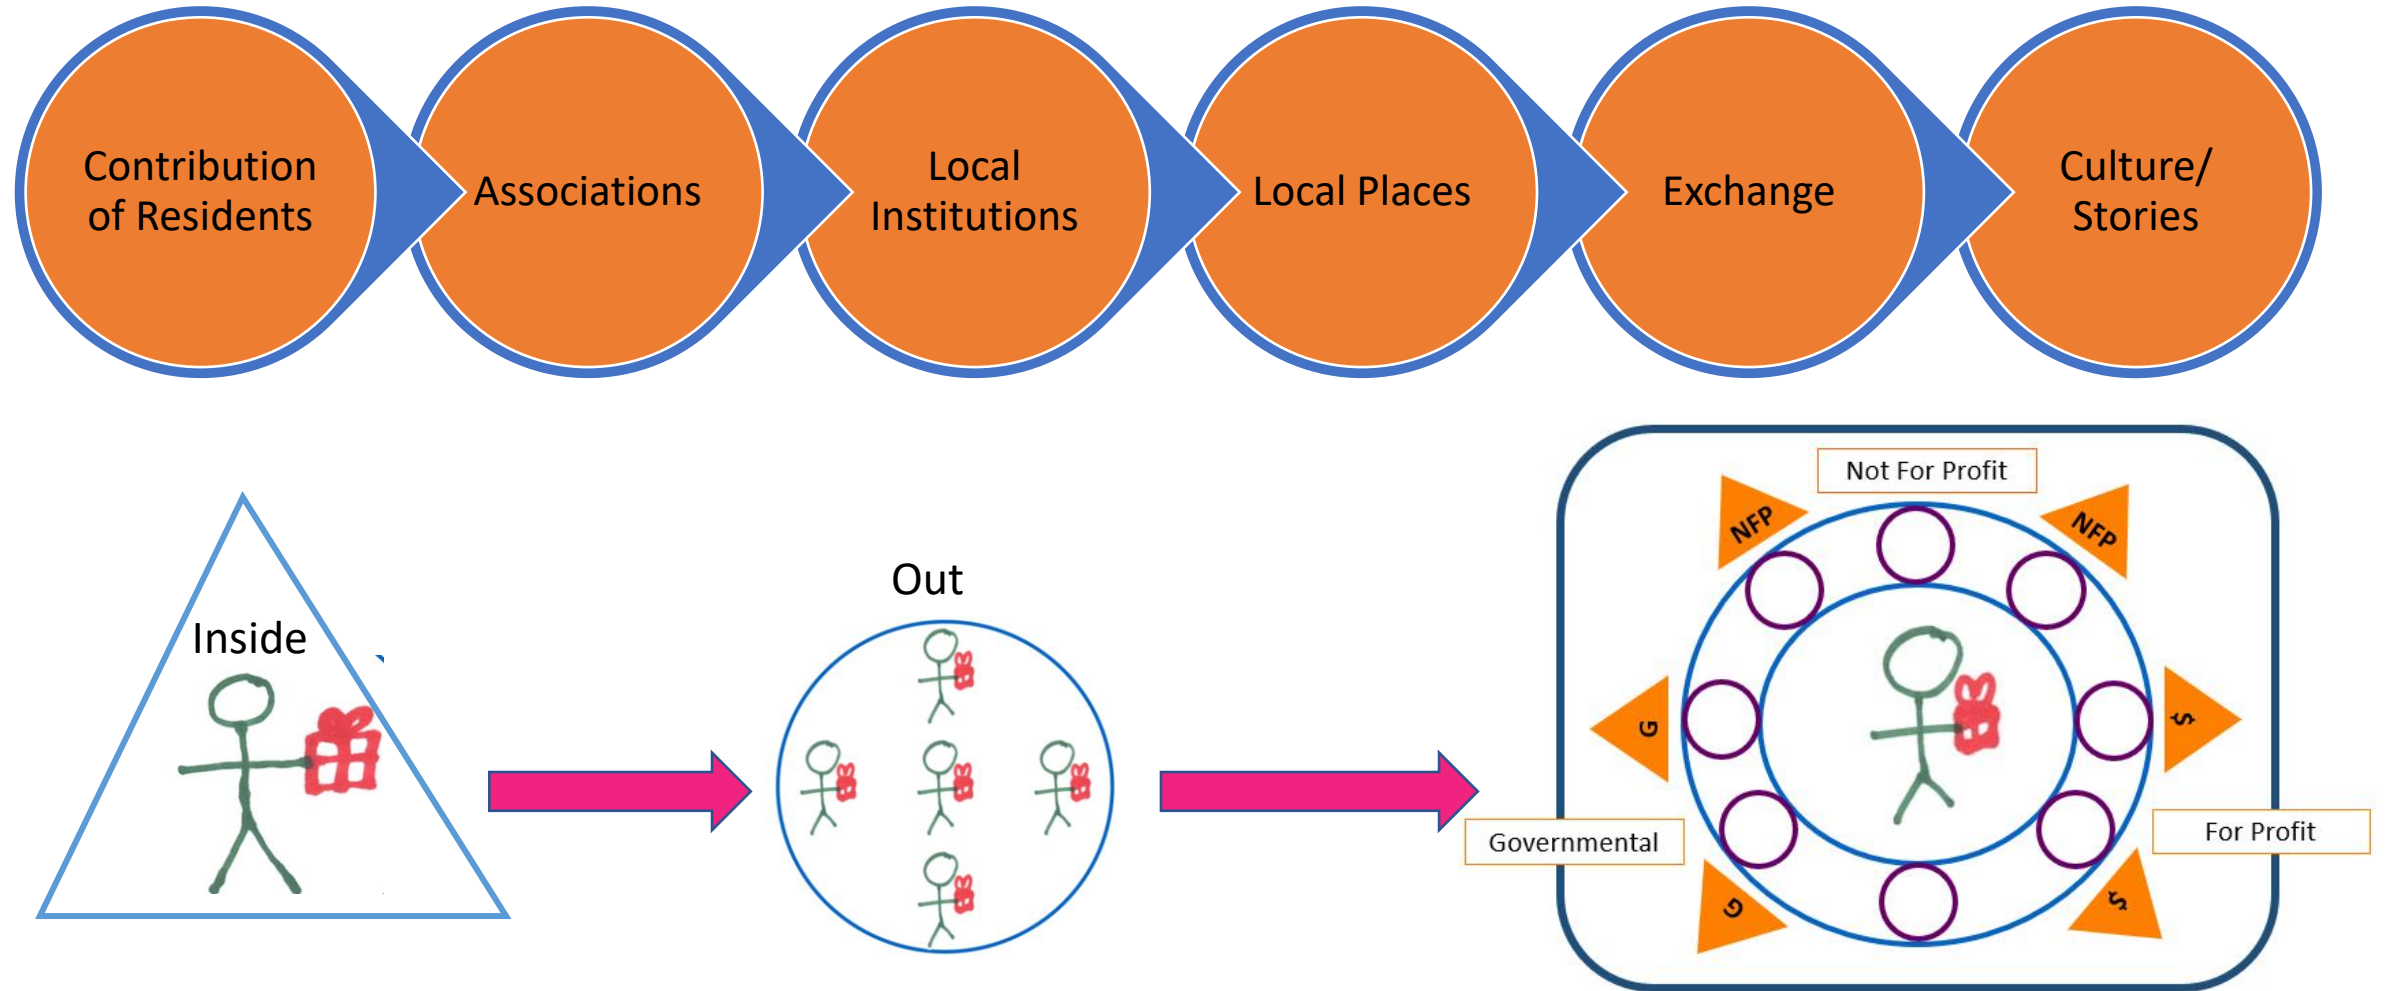 Contribution
of Residents
Associations
Local
Institutions
Local Places
Exchange
Culture/
Stories
Inside
Out
Not For Profit
NFP
NFP
G
$
Governmental
For Profit
G
$